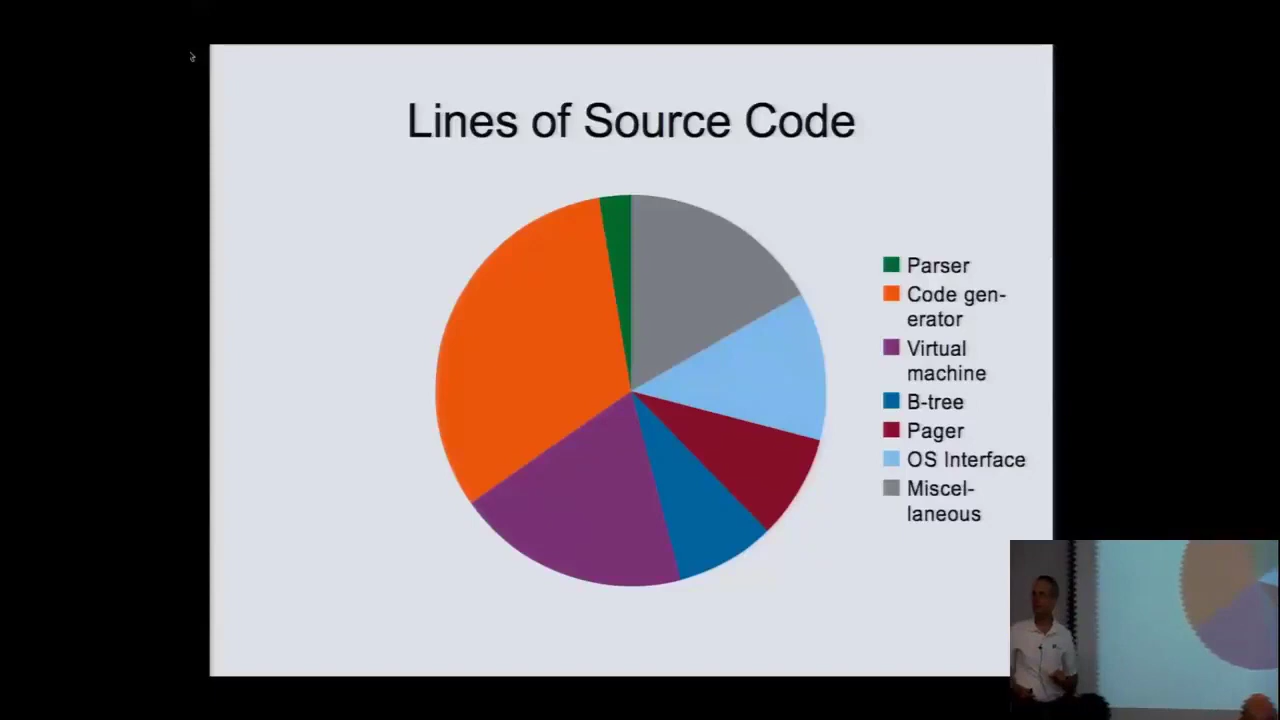 Lines of Source Code
Parser
Code gen-
erator
Virtual
machine
B-tree
Pager
OS Interface
Miscel-
laneous